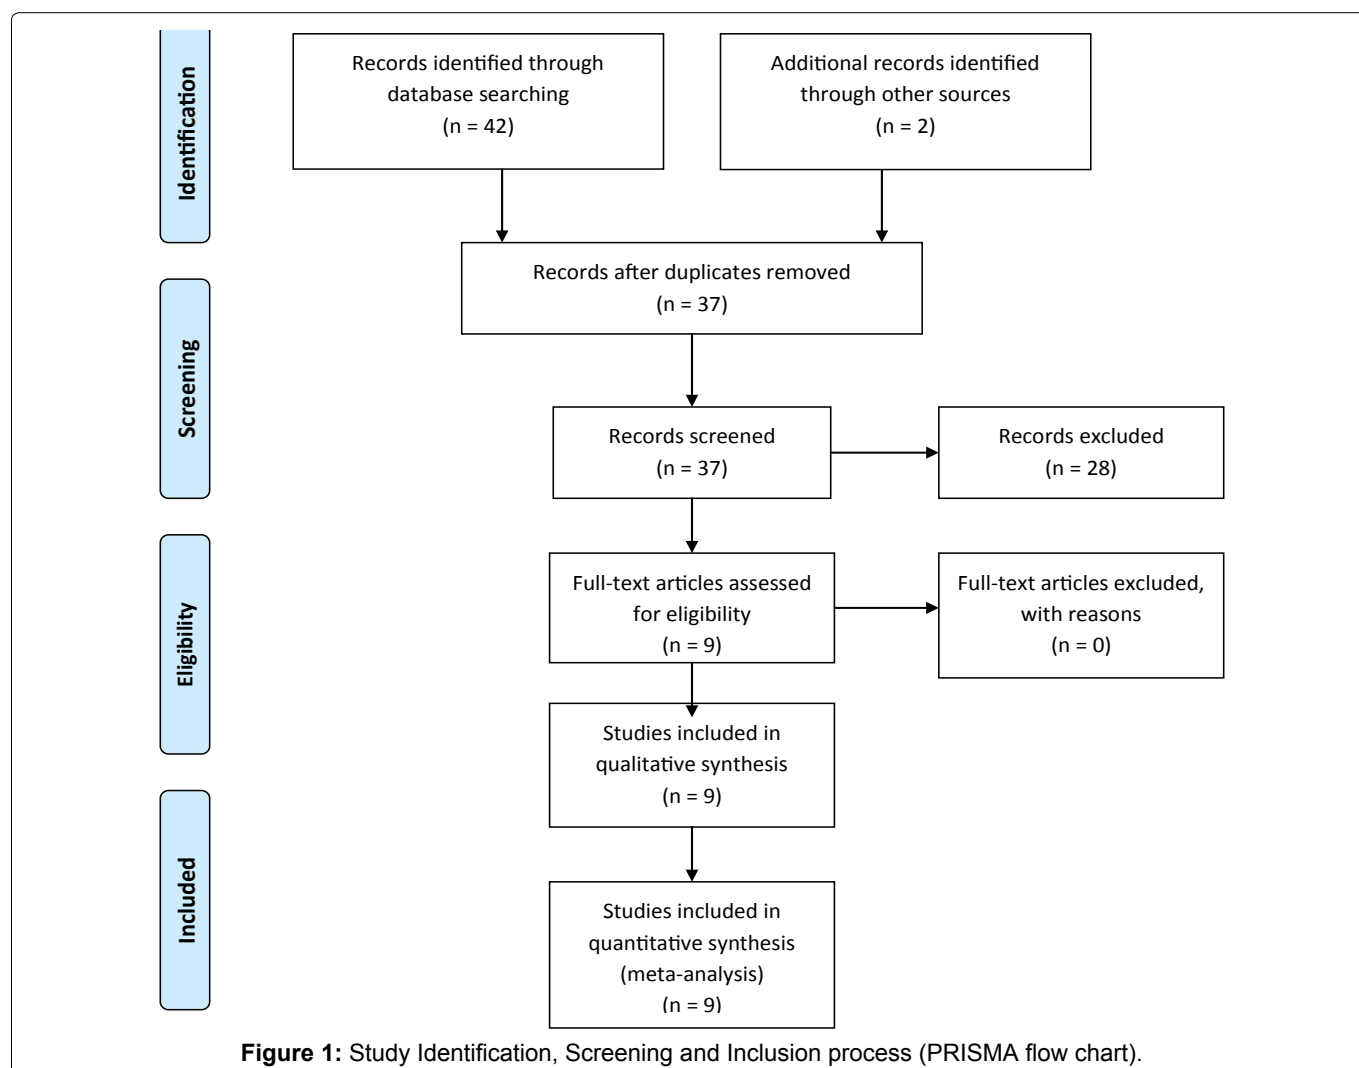 Identification
Records identified through
database searching
(n = 42)
Additional records identified
through other sources
(n = 2)
Records after duplicates removed
(n = 37)
Screening
Records screened
(n = 37)
Records excluded
(n = 28)
Eligibility
Full-text articles assessed
for eligibility
(n = 9)
Full-text articles excluded,
with reasons
(n = 0)
Studies included in
qualitative synthesis
(n = 9)
Included
Studies included in
quantitative synthesis
(meta-analysis)
(n = 9)
Figure 1: Study Identification, Screening and Inclusion process (PRISMA flow chart).